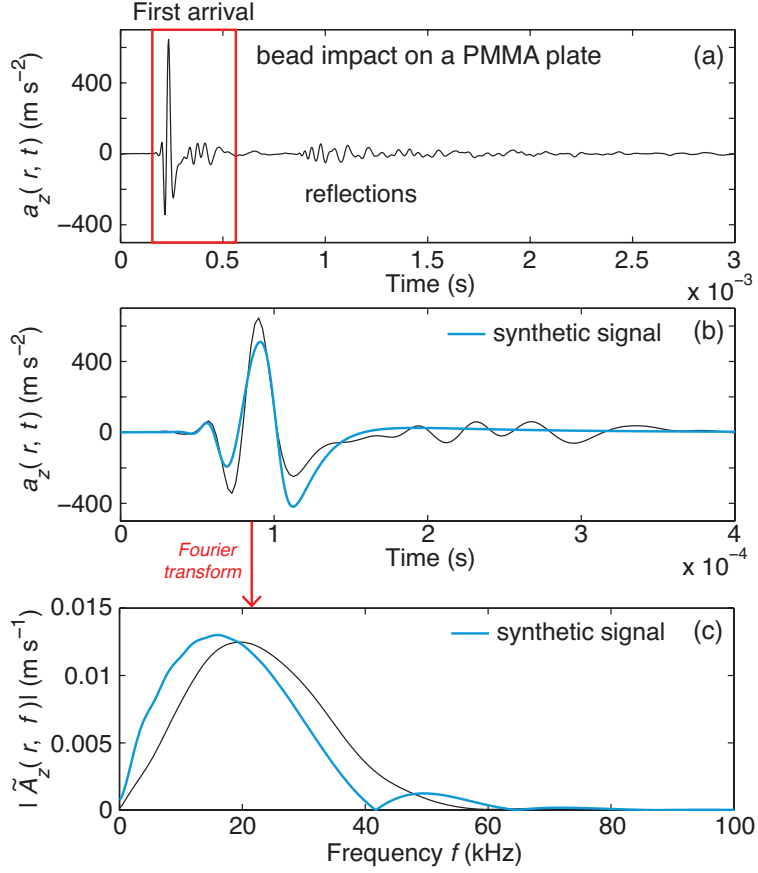 First arrival
bead impact on a PMMA plate
(a)
a_z(r, t) (m s⁻²)
400
0
−400
reflections
0 0.5 1 1.5 2 2.5 3
Time (s)
x 10⁻³
synthetic signal
(b)
a_z(r, t) (m s⁻²)
400
0
−400
0 1 2 3 4
Time (s)
x 10⁻⁴
Fourier
transform
synthetic signal
(c)
| Ã_z(r, f)| (m s⁻¹)
0.015
0.01
0.005
0
0 20 40 60 80 100
Frequency f (kHz)